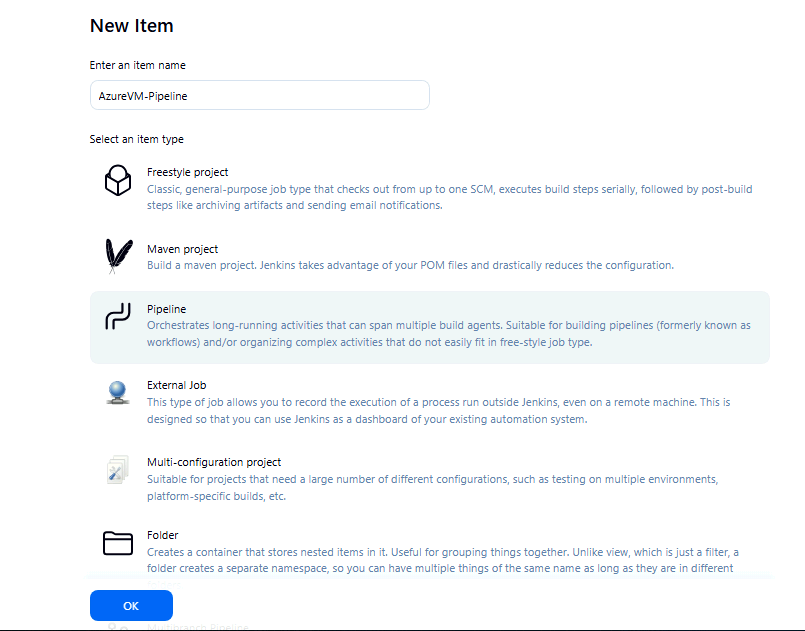 New Item
Enter an item name
AzureVM-Pipeline
Select an item type
Freestyle project
Classic, general-purpose job type that checks out from up to one SCM, executes build steps serially, followed by post-build
steps like archiving artifacts and sending email notifications.
Maven project
Build a maven project. Jenkins takes advantage of your POM files and drastically reduces the configuration.
Pipeline
Orchestrates long-running activities that can span multiple build agents. Suitable for building pipelines (formerly known as
workflows) and/or organizing complex activities that do not easily fit in free-style job type.
External Job
This type of job allows you to record the execution of a process run outside Jenkins, even on a remote machine. This is
designed so that you can use Jenkins as a dashboard of your existing automation system.
Multi-configuration project
Suitable for projects that need a large number of different configurations, such as testing on multiple environments,
platform-specific builds, etc.
Folder
Creates a container that stores nested items in it. Useful for grouping things together. Unlike view, which is just a filter, a
folder creates a separate namespace, so you can have multiple things of the same name as long as they are in different
OK
Multibranch Pipeline